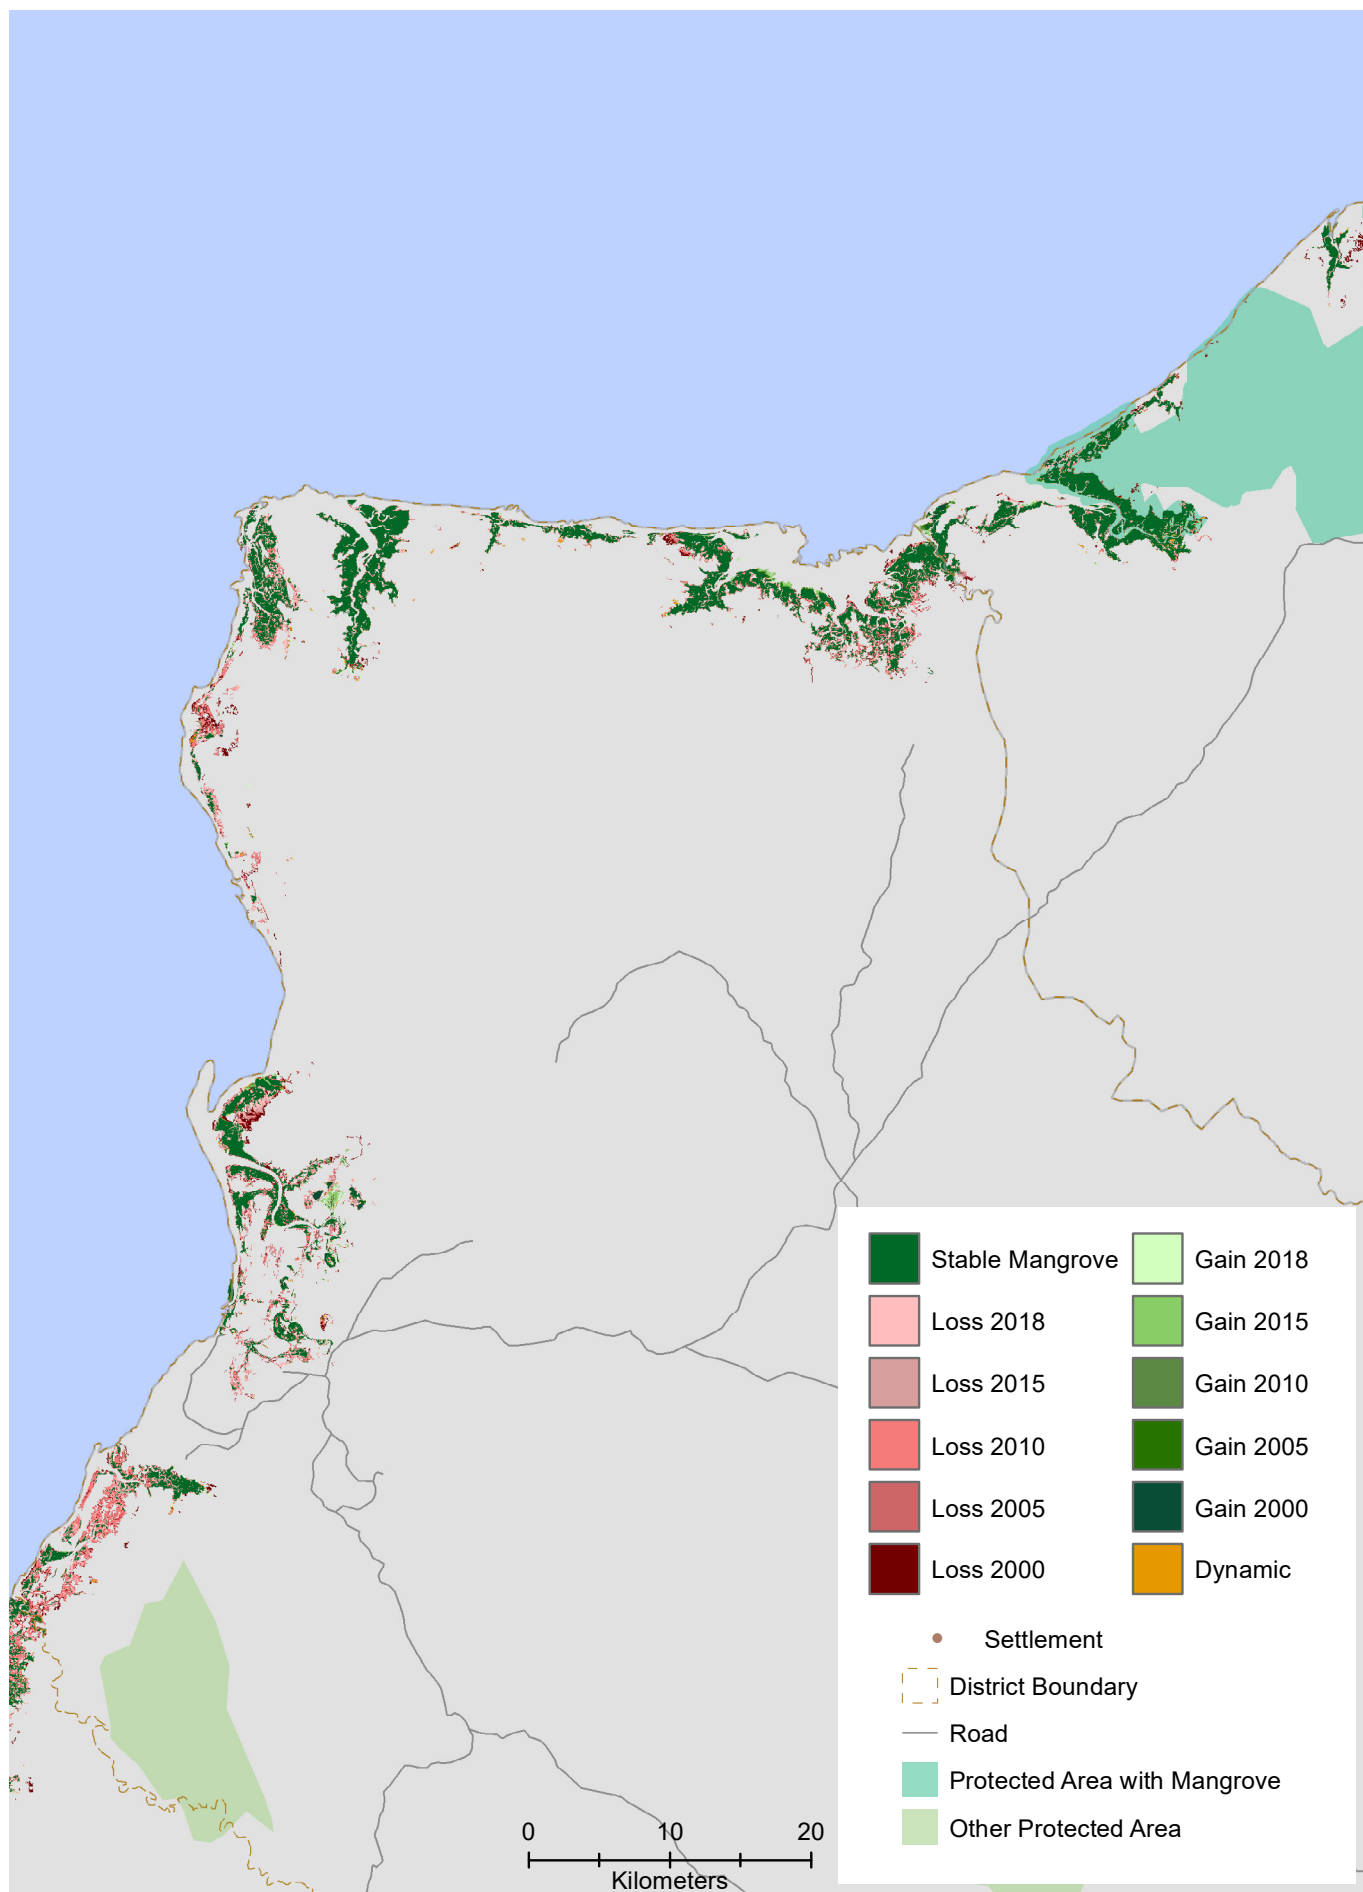 Stable Mangrove
Loss 2018
Loss 2015
Loss 2010
Loss 2005
Loss 2000
Gain 2018
Gain 2015
Gain 2010
Gain 2005
Gain 2000
Dynamic
Settlement
District Boundary
Road
Protected Area with Mangrove
Other Protected Area
0 10 20
Kilometers